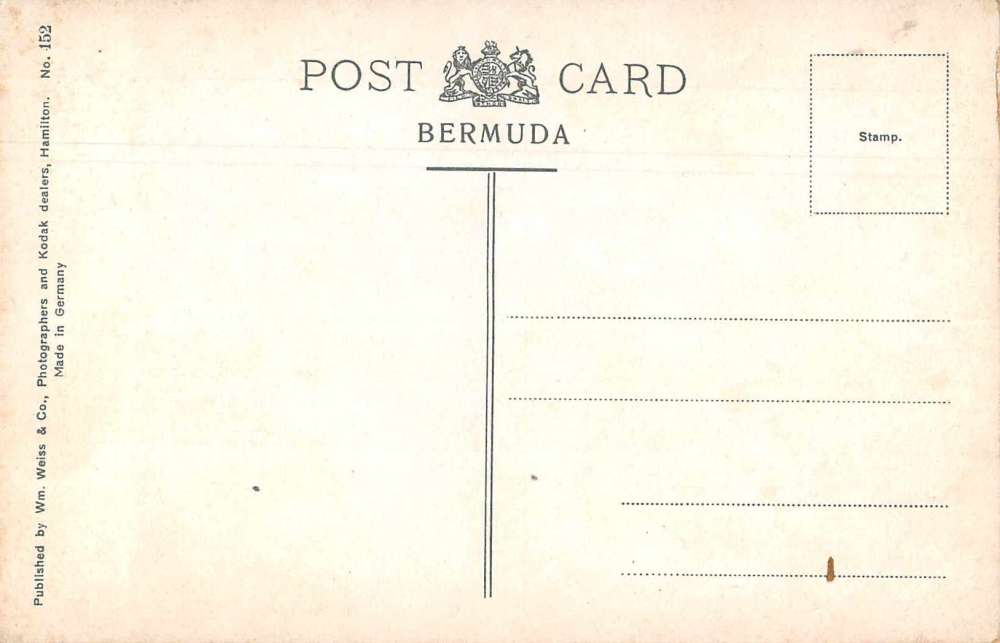 POST CARD
BERMUDA
Stamp.
Published by Wm. Weiss & Co., Photographers and Kodak dealers, Hamilton. No. 152
Made in Germany